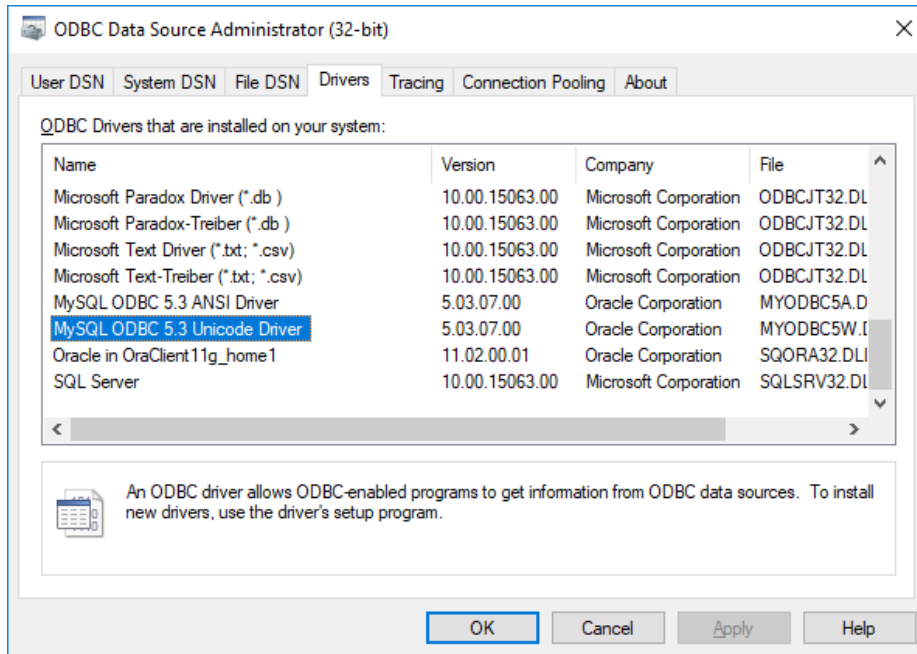 ODBC Data Source Administrator (32-bit)
User DSN System DSN File DSN Drivers Tracing Connection Pooling About
ODBC Drivers that are installed on your system:
Name Version Company File
Microsoft Paradox Driver (*.db ) 10.00.15063.00 Microsoft Corporation ODBCJT32.DL
Microsoft Paradox-Treiber (*.db ) 10.00.15063.00 Microsoft Corporation ODBCJT32.DL
Microsoft Text Driver (*.txt; *.csv) 10.00.15063.00 Microsoft Corporation ODBCJT32.DL
Microsoft Text-Treiber (*.txt; *.csv) 10.00.15063.00 Microsoft Corporation ODBCJT32.DL
MySQL ODBC 5.3 ANSI Driver 5.03.07.00 Oracle Corporation MYODBC5A.D
MySQL ODBC 5.3 Unicode Driver 5.03.07.00 Oracle Corporation MYODBC5W.D
Oracle in OraClient11g_home1 11.02.00.01 Oracle Corporation SQORA32.DLL
SQL Server 10.00.15063.00 Microsoft Corporation SQLSRV32.DL
An ODBC driver allows ODBC-enabled programs to get information from ODBC data sources. To install
new drivers, use the driver's setup program.
OK Cancel Apply Help